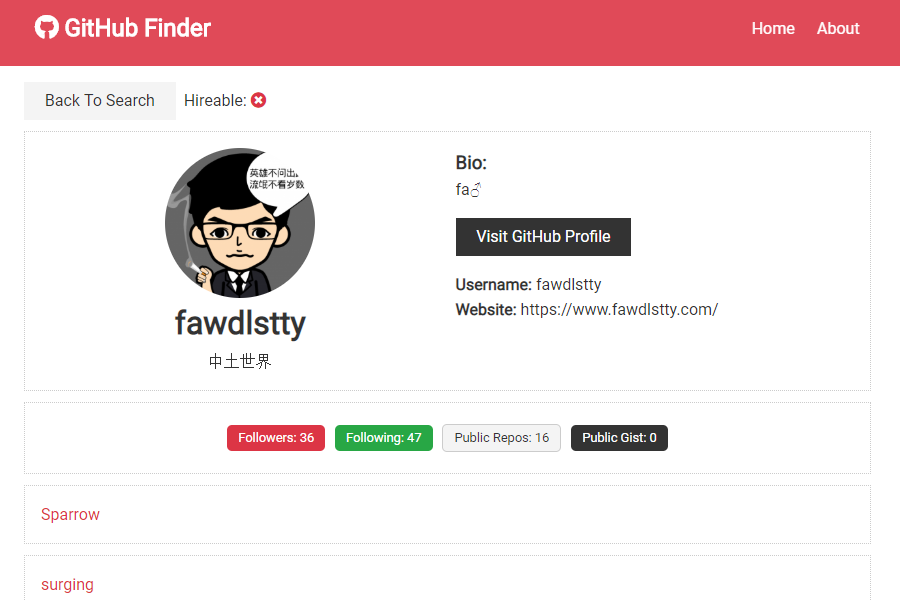 GitHub Finder
Home About
Back To Search Hireable:
英雄不问出。
流氓不看岁数
Bio:
fa♂
Visit GitHub Profile
Username: fawdlstty
Website: https://www.fawdlstty.com/
fawdlstty
中土世界
Followers: 36 Following: 47 Public Repos: 16 Public Gist: 0
Sparrow
surging